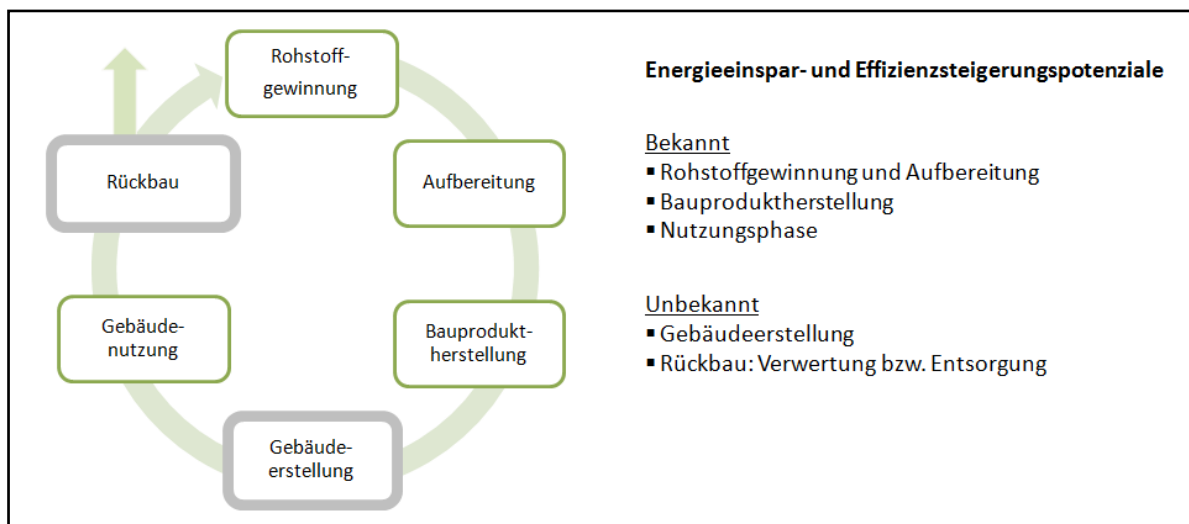 Rohstoff-
gewinnung
Aufbereitung
Bauprodukt-
herstellung
Gebäude-
erstellung
Gebäude-
nutzung
Rückbau
Energieeinspar- und Effizienzsteigerungspotenziale
Bekannt
▪ Rohstoffgewinnung und Aufbereitung
▪ Bauproduktherstellung
▪ Nutzungsphase
Unbekannt
▪ Gebäudeerstellung
▪ Rückbau: Verwertung bzw. Entsorgung